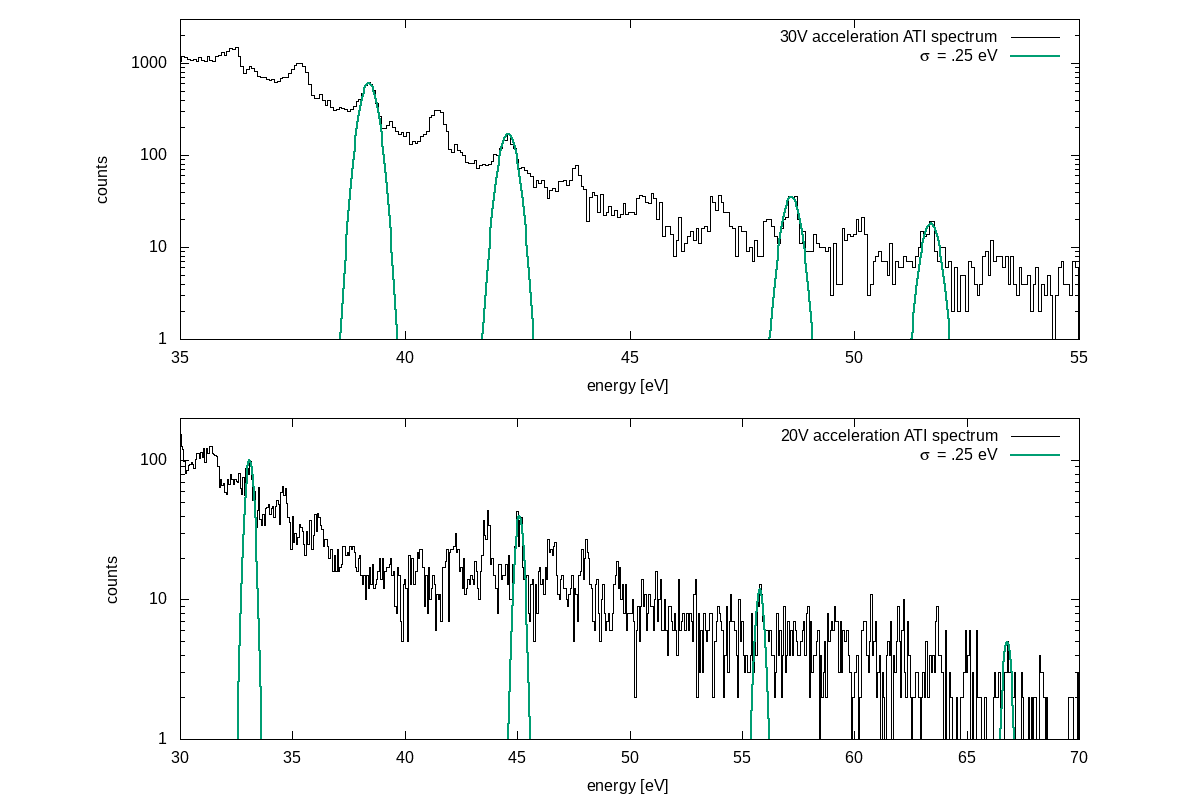 30V acceleration ATI spectrum
σ = .25 eV
1000
100
10
1
counts
35 40 45 50 55
energy [eV]
20V acceleration ATI spectrum
σ = .25 eV
100
10
1
counts
30 35 40 45 50 55 60 65 70
energy [eV]